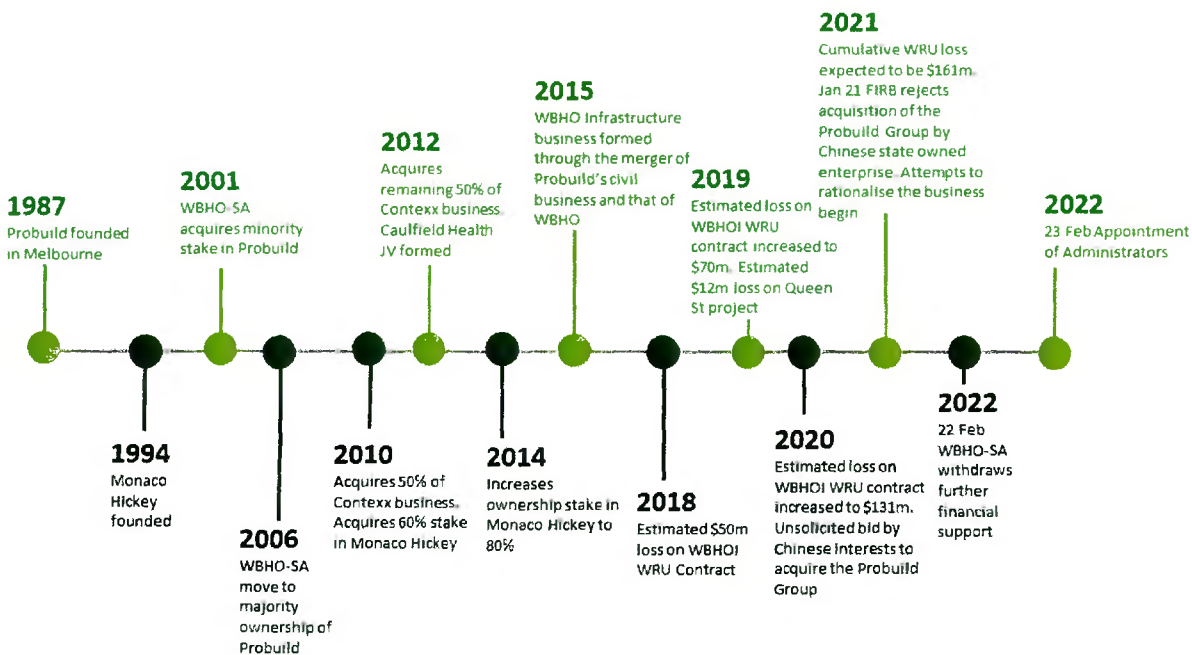 1987
Probuild founded
in Melbourne
1994
Monaco
Hickey
founded
2001
WBHO-SA
acquires minority
stake in Probuild
2006
WBHO-SA
move to
majority
ownership of
Probuild
2010
Acquires 50% of
Contexx business.
Acquires 60% stake
in Monaco Hickey
2012
Acquires
remaining 50% of
Contexx business
Caulfield Health
JV formed
2014
Increases
ownership stake in
Monaco Hickey to
80%
2015
WBHO Infrastructure
business formed
through the merger of
Probuild's civil
business and that of
WBHO
2018
Estimated $50m
loss on WBHOI
WRU Contract
2019
Estimated loss on
WBHOI WRU
contract increased to
$70m. Estimated
$12m loss on Queen
St project
2020
Estimated loss on
WBHOI WRU contract
increased to $131m.
Unsolicited bid by
Chinese interests to
acquire the Probuild
Group
2021
Cumulative WRU loss
expected to be $161m.
Jan 21 FIRB rejects
acquisition of the
Probuild Group by
Chinese state owned
enterprise. Attempts to
rationalise the business
begin
2022
22 Feb
WBHO-SA
withdraws
further
financial
support
2022
23 Feb Appointment
of Administrators